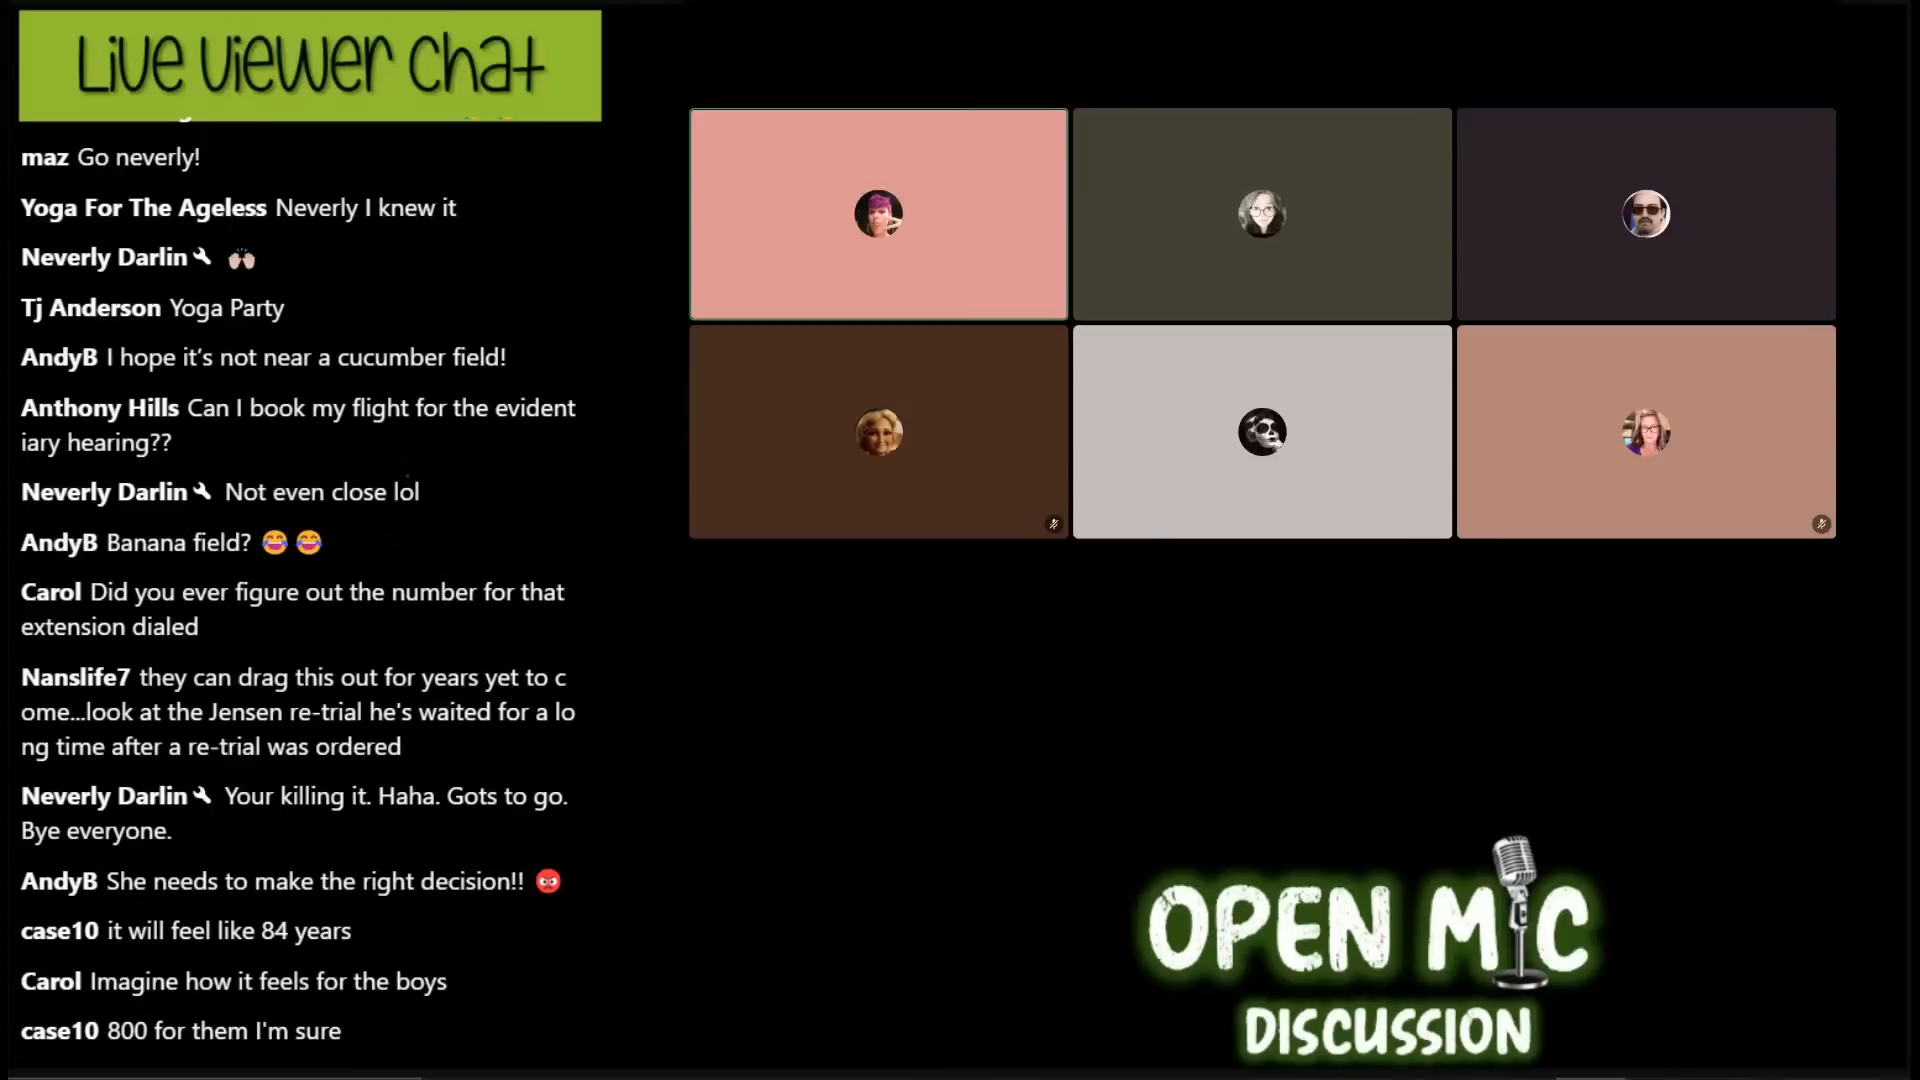 Live Viewer Chat
maz Go neverly!
Yoga For The Ageless Neverly I knew it
Neverly Darlin 🙌🏻
Tj Anderson Yoga Party
AndyB I hope it's not near a cucumber field!
Anthony Hills Can I book my flight for the evident
iary hearing??
Neverly Darlin Not even close lol
AndyB Banana field? 😂 😂
Carol Did you ever figure out the number for that
extension dialed
Nanslife7 they can drag this out for years yet to c
ome...look at the Jensen re-trial he's waited for a lo
ng time after a re-trial was ordered
Neverly Darlin Your killing it. Haha. Gots to go.
Bye everyone.
AndyB She needs to make the right decision!! 😡
case10 it will feel like 84 years
Carol Imagine how it feels for the boys
case10 800 for them I'm sure
OPEN MIC
DISCUSSION